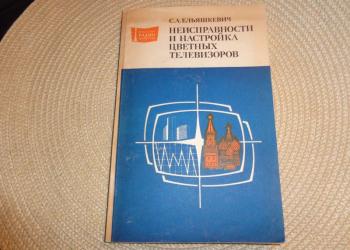 С.А. ЕЛЬЯШКЕВИЧ
НЕИСПРАВНОСТИ
И НАСТРОЙКА
ЦВЕТНЫХ
ТЕЛЕВИЗОРОВ